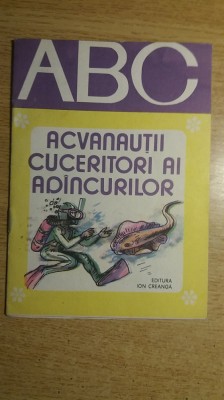 ABC
ACVANAUȚII
CUCERITORI AI
ADÎNCURILOR
EDITURA
ION CREANGĂ